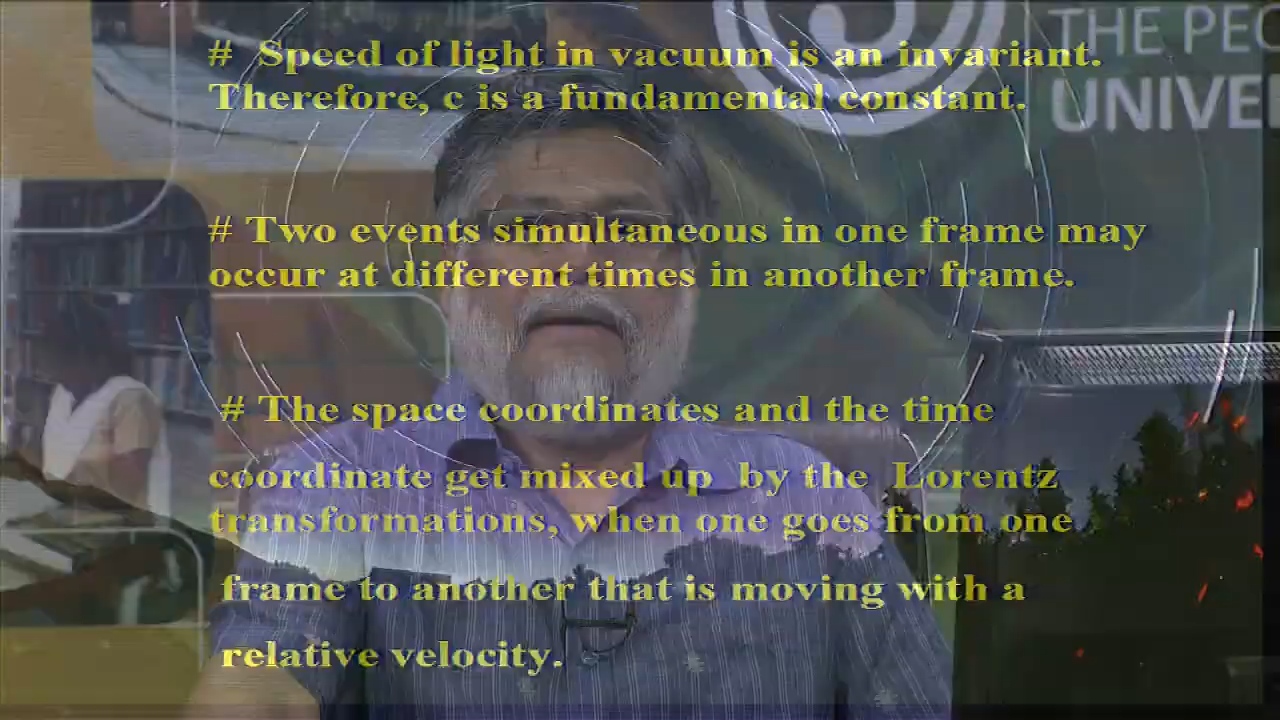 THE PEO
UNIVE
# Speed of light in vacuum is an invariant.
Therefore, c is a fundamental constant.
# Two events simultaneous in one frame may
occur at different times in another frame.
# The space coordinates and the time
coordinate get mixed up by the Lorentz
transformations, when one goes from one
frame to another that is moving with a
relative velocity.